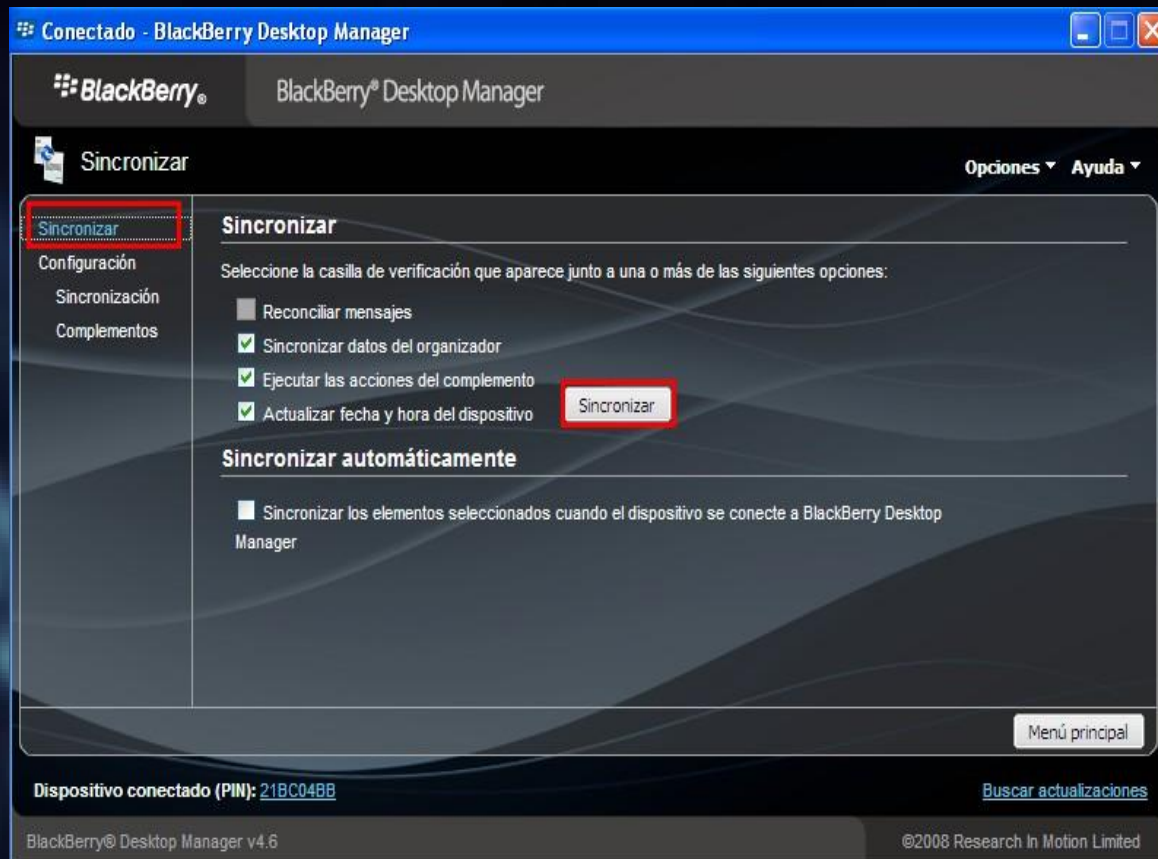 Conectado - BlackBerry Desktop Manager
BlackBerry® BlackBerry® Desktop Manager
Sincronizar
Opciones Ayuda
Sincronizar
Configuración
Sincronización
Complementos
Sincronizar
Seleccione la casilla de verificación que aparece junto a una o más de las siguientes opciones:
Reconciliar mensajes
Sincronizar datos del organizador
Ejecutar las acciones del complemento
Actualizar fecha y hora del dispositivo
Sincronizar
Sincronizar automáticamente
Sincronizar los elementos seleccionados cuando el dispositivo se conecte a BlackBerry Desktop
Manager
Menú principal
Dispositivo conectado (PIN): 21BC04BB
Buscar actualizaciones
BlackBerry® Desktop Manager v4.6
©2008 Research In Motion Limited